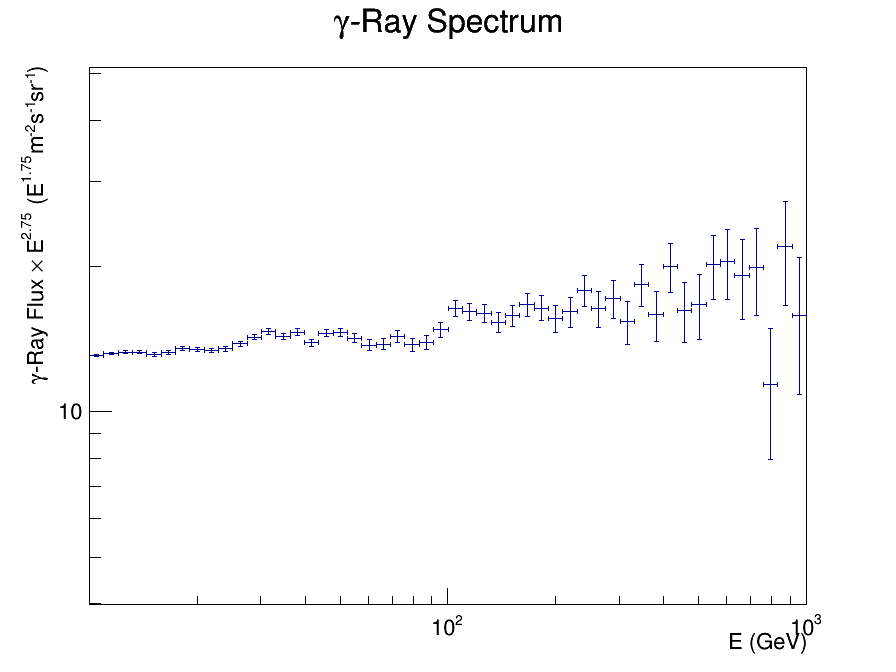 γ-Ray Spectrum
γ-Ray Flux × E^2.75 (E^1.75 m^-2 s^-1 sr^-1)
10
10^2
10^3
E (GeV)